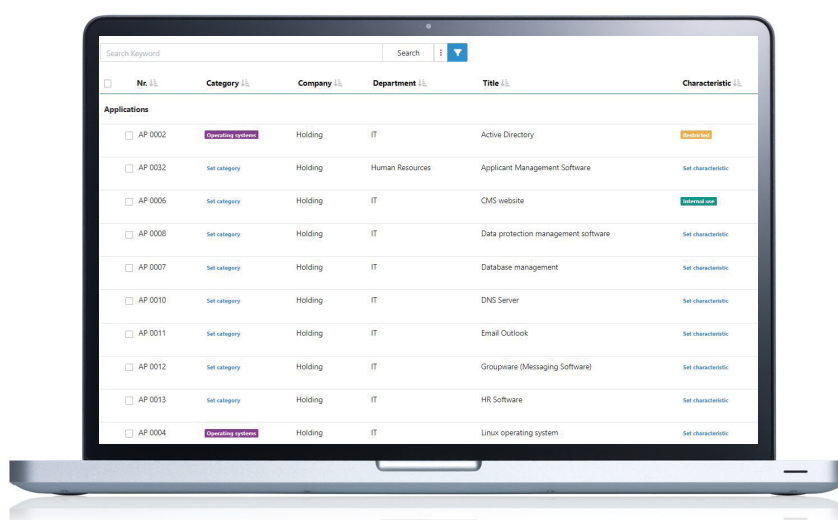 Search Keyword Search
Nr. Category Company Department Title Characteristic
Applications
AP 0002 Operating systems Holding IT Active Directory Restricted
AP 0032 Set category Holding Human Resources Applicant Management Software Set characteristic
AP 0006 Set category Holding IT CMS website Internal use
AP 0008 Set category Holding IT Data protection management software Set characteristic
AP 0007 Set category Holding IT Database management Set characteristic
AP 0010 Set category Holding IT DNS Server Set characteristic
AP 0011 Set category Holding IT Email Outlook Set characteristic
AP 0012 Set category Holding IT Groupware (Messaging Software) Set characteristic
AP 0013 Set category Holding IT HR Software Set characteristic
AP 0004 Operating systems Holding IT Linux operating system Set characteristic